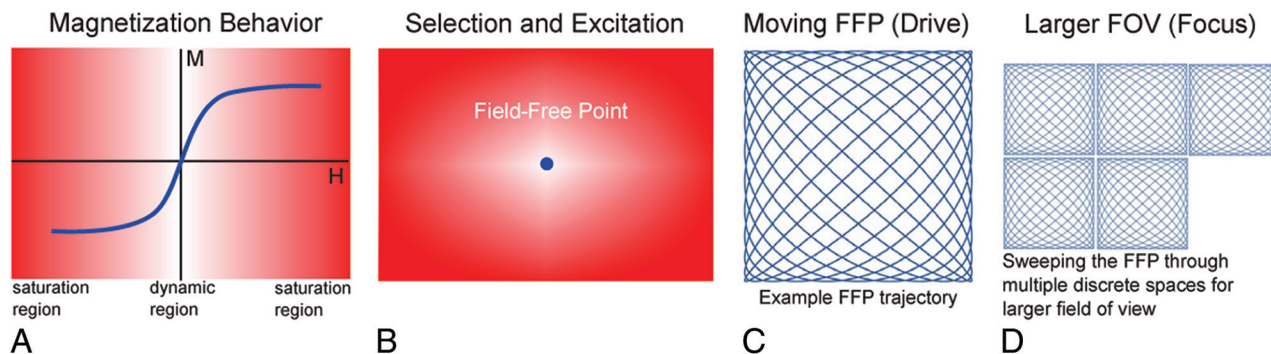 Magnetization Behavior
M
H
saturation
region
dynamic
region
saturation
region
A
Selection and Excitation
Field-Free Point
B
Moving FFP (Drive)
Example FFP trajectory
C
Larger FOV (Focus)
Sweeping the FFP through
multiple discrete spaces for
larger field of view
D